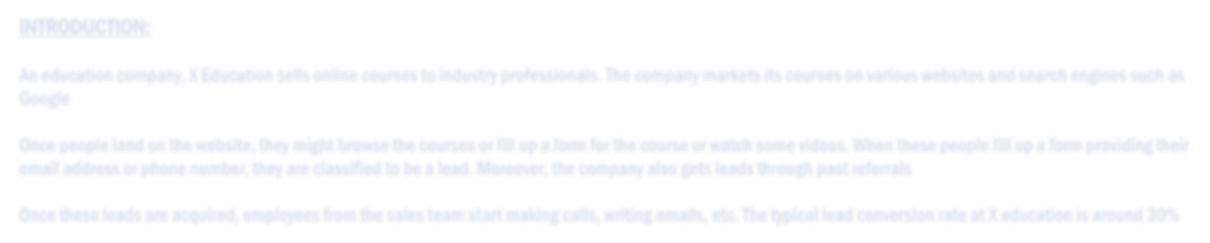 INTRODUCTION:
An education company, X Education sells online courses to industry professionals. The company markets its courses on various websites and search engines such as
Google
Once people land on the website, they might browse the courses or fill up a form for the course or watch some videos. When these people fill up a form providing their
email address or phone number, they are classified to be a lead. Moreover, the company also gets leads through past referrals
Once these leads are acquired, employees from the sales team start making calls, writing emails, etc. The typical lead conversion rate at X education is around 30%